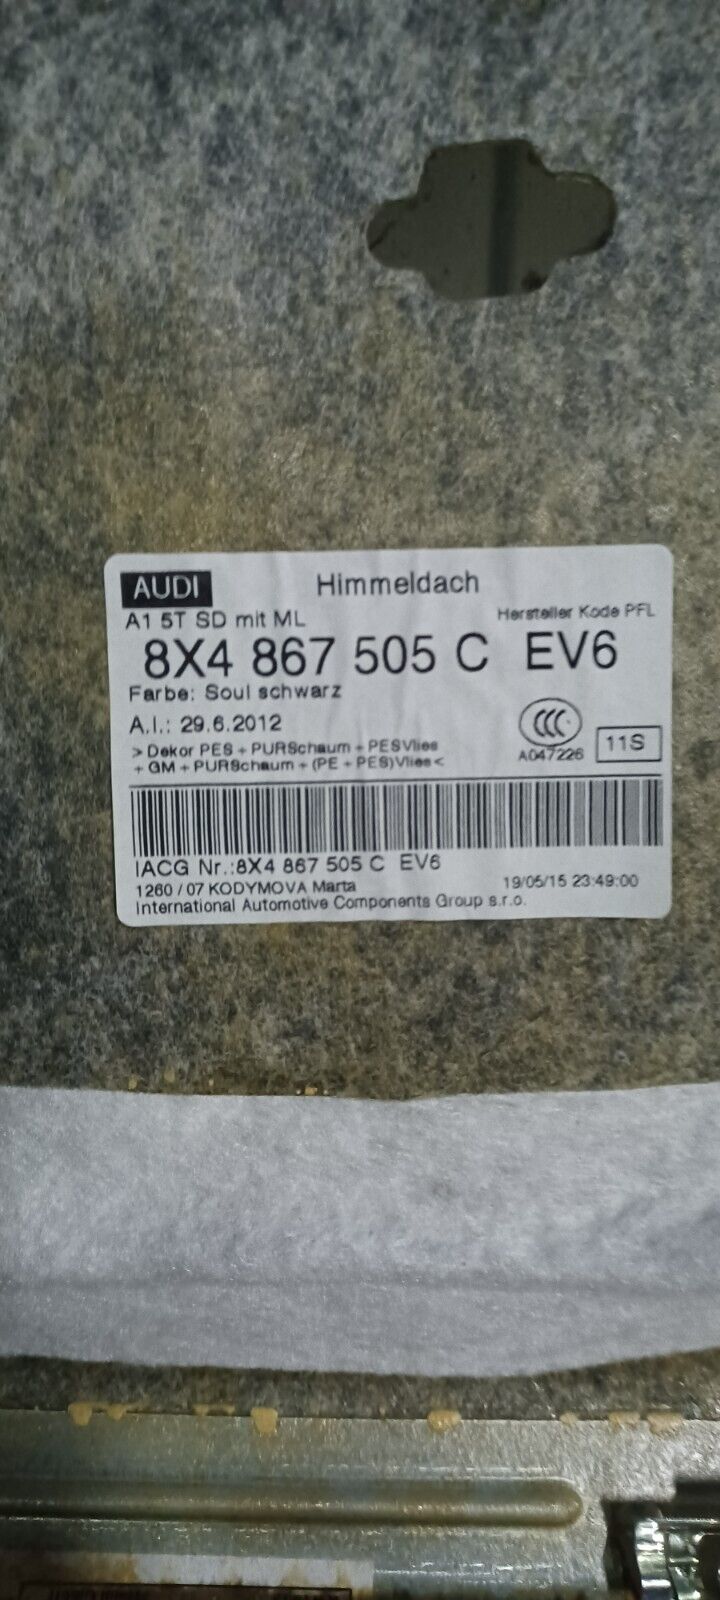 AUDI Himmeldach
A1 5T SD mit ML Hersteller Kode PFL
8X4 867 505 C EV6
Farbe: Soul schwarz
A.I.: 29.6.2012
CCC
> Dekor PES + PURSchaum + PESVlies
+ GM + PURSchaum + (PE + PES)Vlies <
A047226 11S
IACG Nr.:8X4 867 505 C EV6
1260 / 07 KODYMOVA Marta 19/05/15 23:49:00
International Automotive Components Group s.r.o.